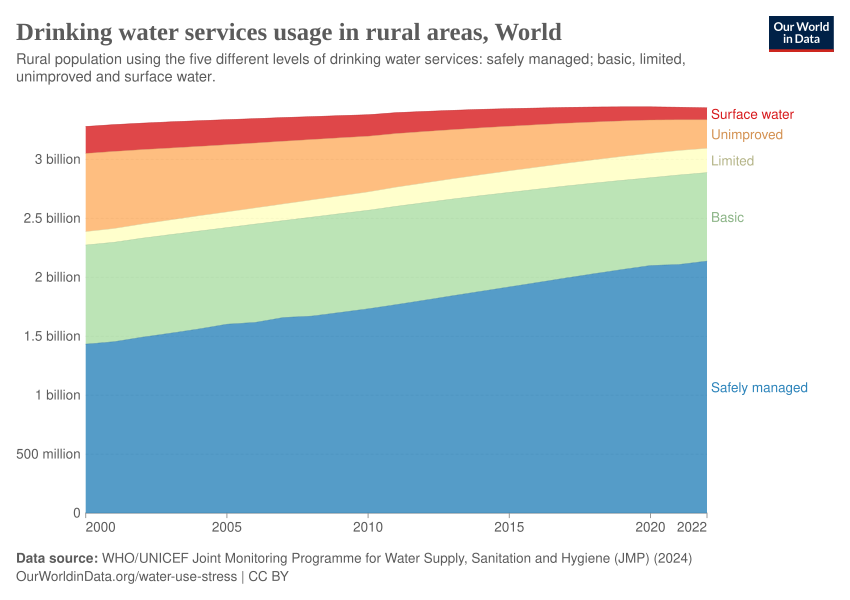 Drinking water services usage in rural areas, World
Our World
in Data
Rural population using the five different levels of drinking water services: safely managed; basic, limited,
unimproved and surface water.
Surface water
Unimproved
Limited
Basic
Safely managed
3 billion
2.5 billion
2 billion
1.5 billion
1 billion
500 million
0
2000 2005 2010 2015 2020 2022
Data source: WHO/UNICEF Joint Monitoring Programme for Water Supply, Sanitation and Hygiene (JMP) (2024)
OurWorldinData.org/water-use-stress | CC BY